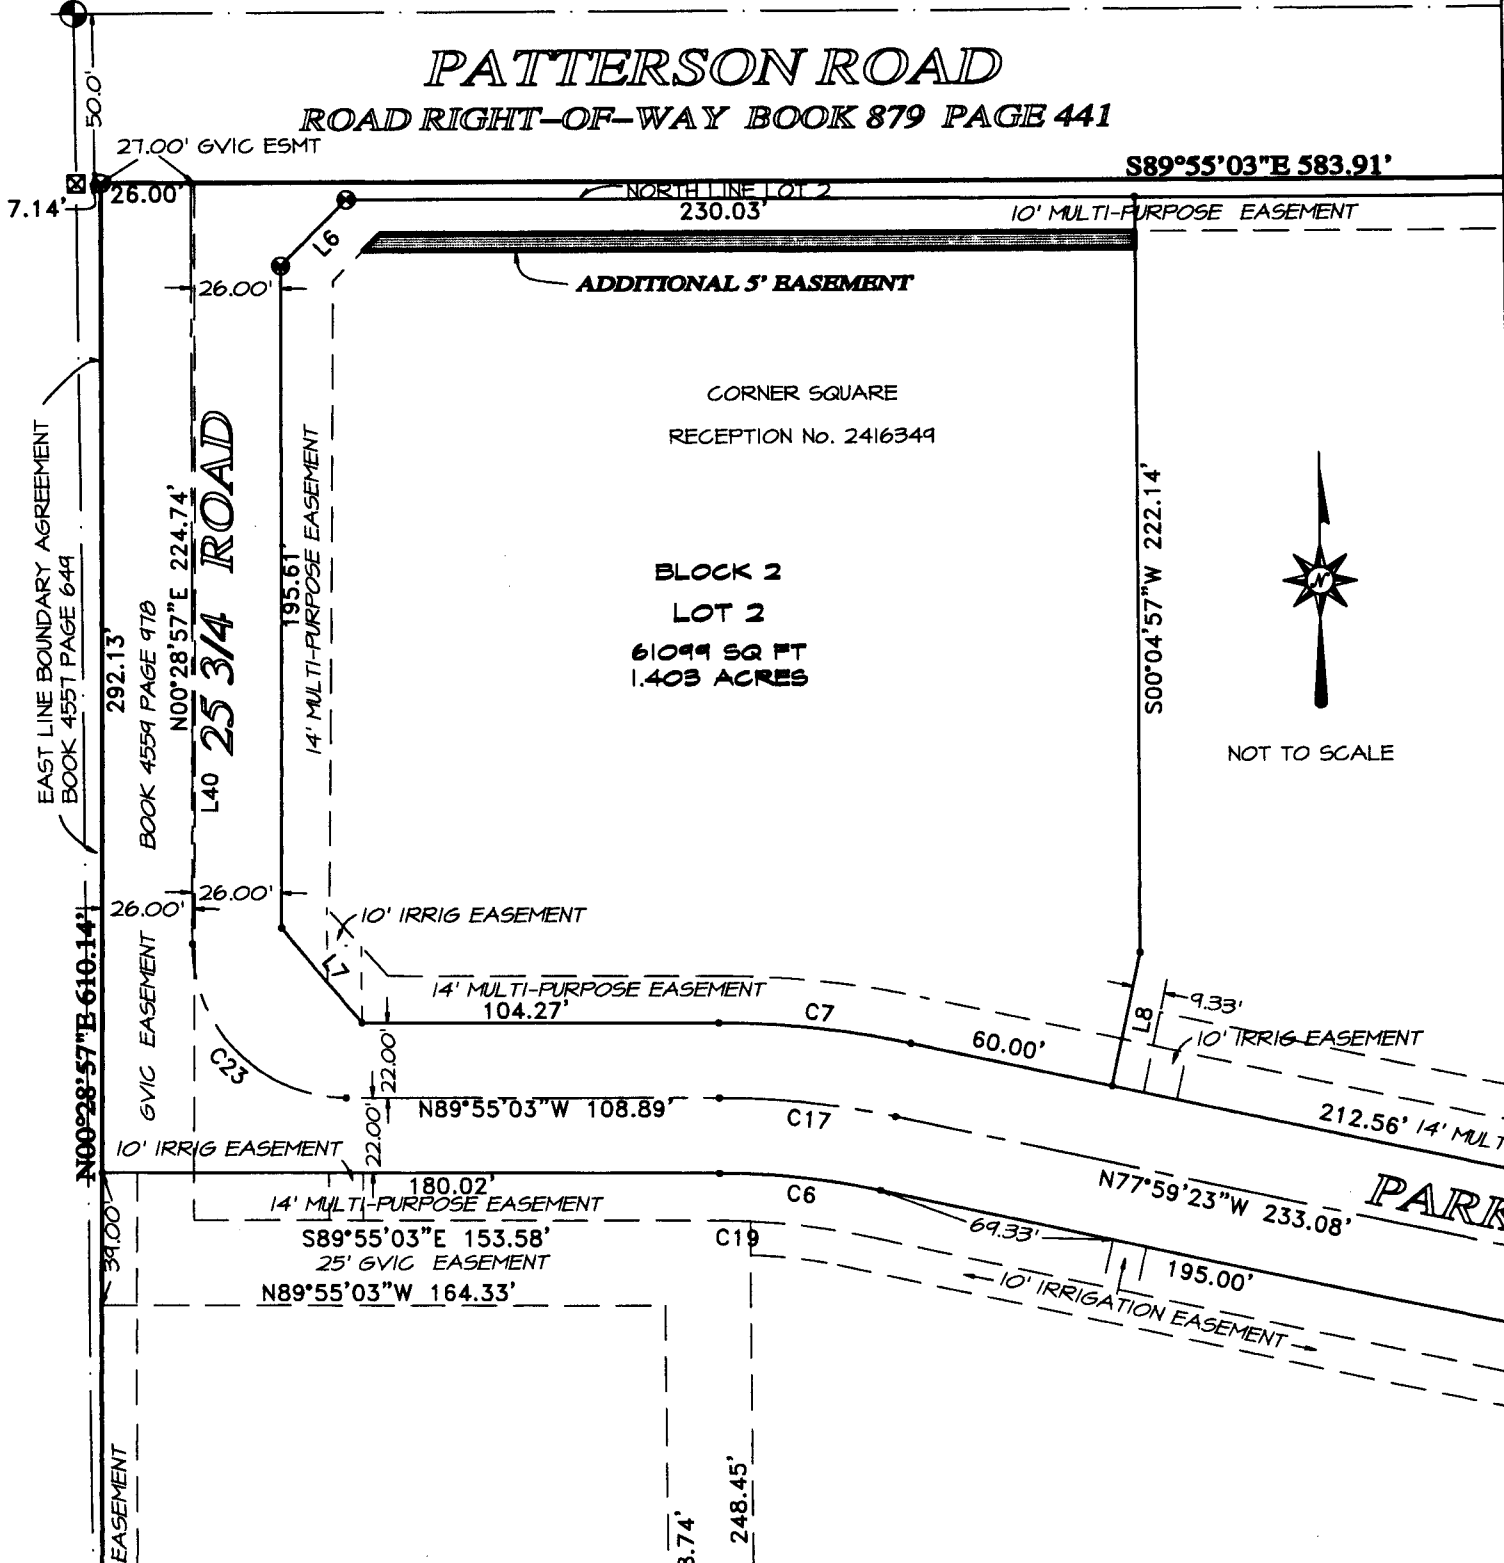 PATTERSON ROAD
ROAD RIGHT-OF-WAY BOOK 879 PAGE 441
50.0'
27.00' GVIC ESMT
S89°55'03"E 583.91'
7.14'
26.00'
NORTH LINE LOT 2
230.03'
10' MULTI-PURPOSE EASEMENT
L6
26.00'
ADDITIONAL 5' EASEMENT
CORNER SQUARE
RECEPTION No. 2416349
EAST LINE BOUNDARY AGREEMENT
BOOK 4557 PAGE 649
292.13'
BOOK 4559 PAGE 978
N00°28'57"E 224.74'
L40
25 3/4 ROAD
195.61'
14' MULTI-PURPOSE EASEMENT
BLOCK 2
LOT 2
61099 SQ FT
1.403 ACRES
S00°04'57"W 222.14'
N
NOT TO SCALE
26.00'
26.00'
10' IRRIG EASEMENT
L7
N00°28'57"E 610.14'
GVIC EASEMENT
14' MULTI-PURPOSE EASEMENT
104.27'
C7
60.00'
L8
9.33'
10' IRRIG EASEMENT
C23
22.00'
22.00'
N89°55'03"W 108.89'
C17
212.56'
14' MULT
10' IRRIG EASEMENT
180.02'
14' MULTI-PURPOSE EASEMENT
C6
N77°59'23"W 233.08'
PARK
39.00'
S89°55'03"E 153.58'
C19
69.33'
25' GVIC EASEMENT
N89°55'03"W 164.33'
195.00'
10' IRRIGATION EASEMENT
EASEMENT
3.74'
248.45'